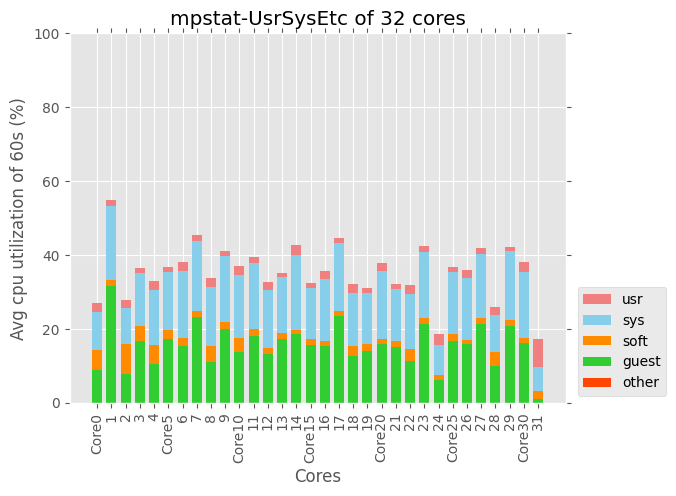 mpstat-UsrSysEtc of 32 cores
100
80
60
40
20
0
Avg cpu utilization of 60s (%)
Core0
1
2
3
4
Core5
6
7
8
9
Core10
11
12
13
14
Core15
16
17
18
19
Core20
21
22
23
24
Core25
26
27
28
29
Core30
31
Cores
usr
sys
soft
guest
other